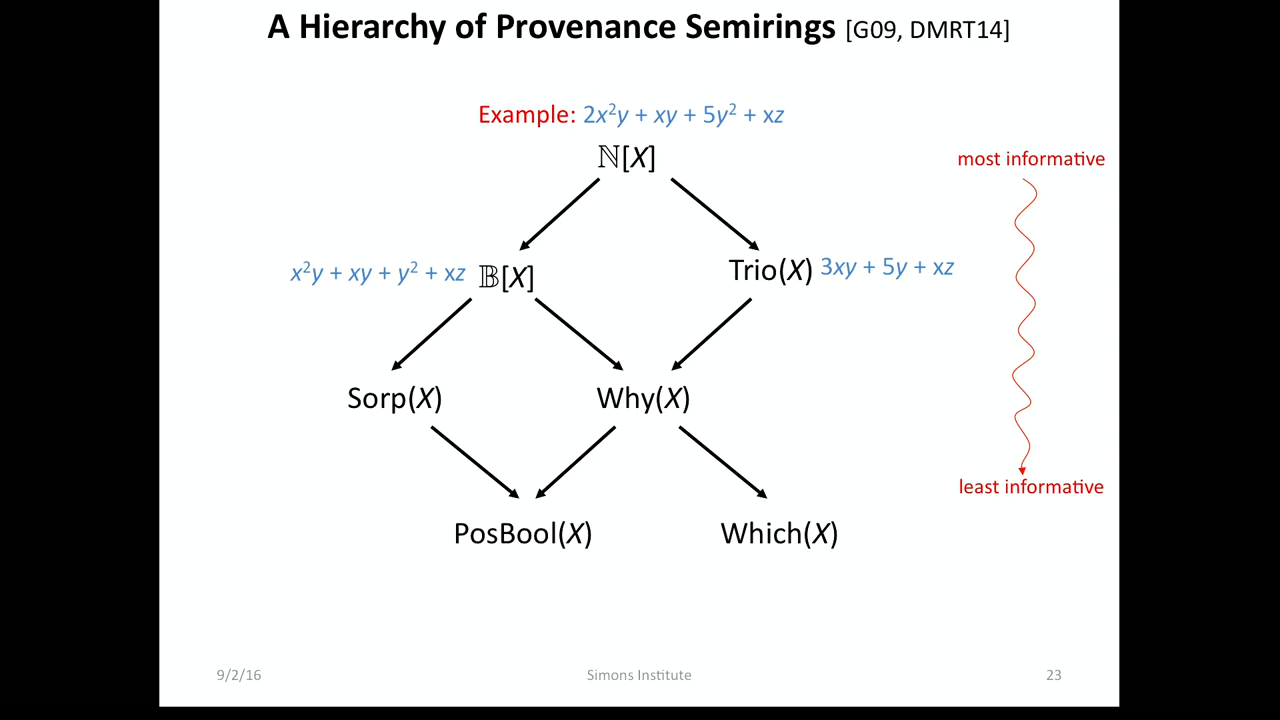 A Hierarchy of Provenance Semirings [G09, DMRT14]
Example: 2x²y + xy + 5y² + xz
ℕ[X]
most informative
x²y + xy + y² + xz 𝔹[X]
Trio(X) 3xy + 5y + xz
Sorp(X)
Why(X)
least informative
PosBool(X)
Which(X)
9/2/16
Simons Institute
23